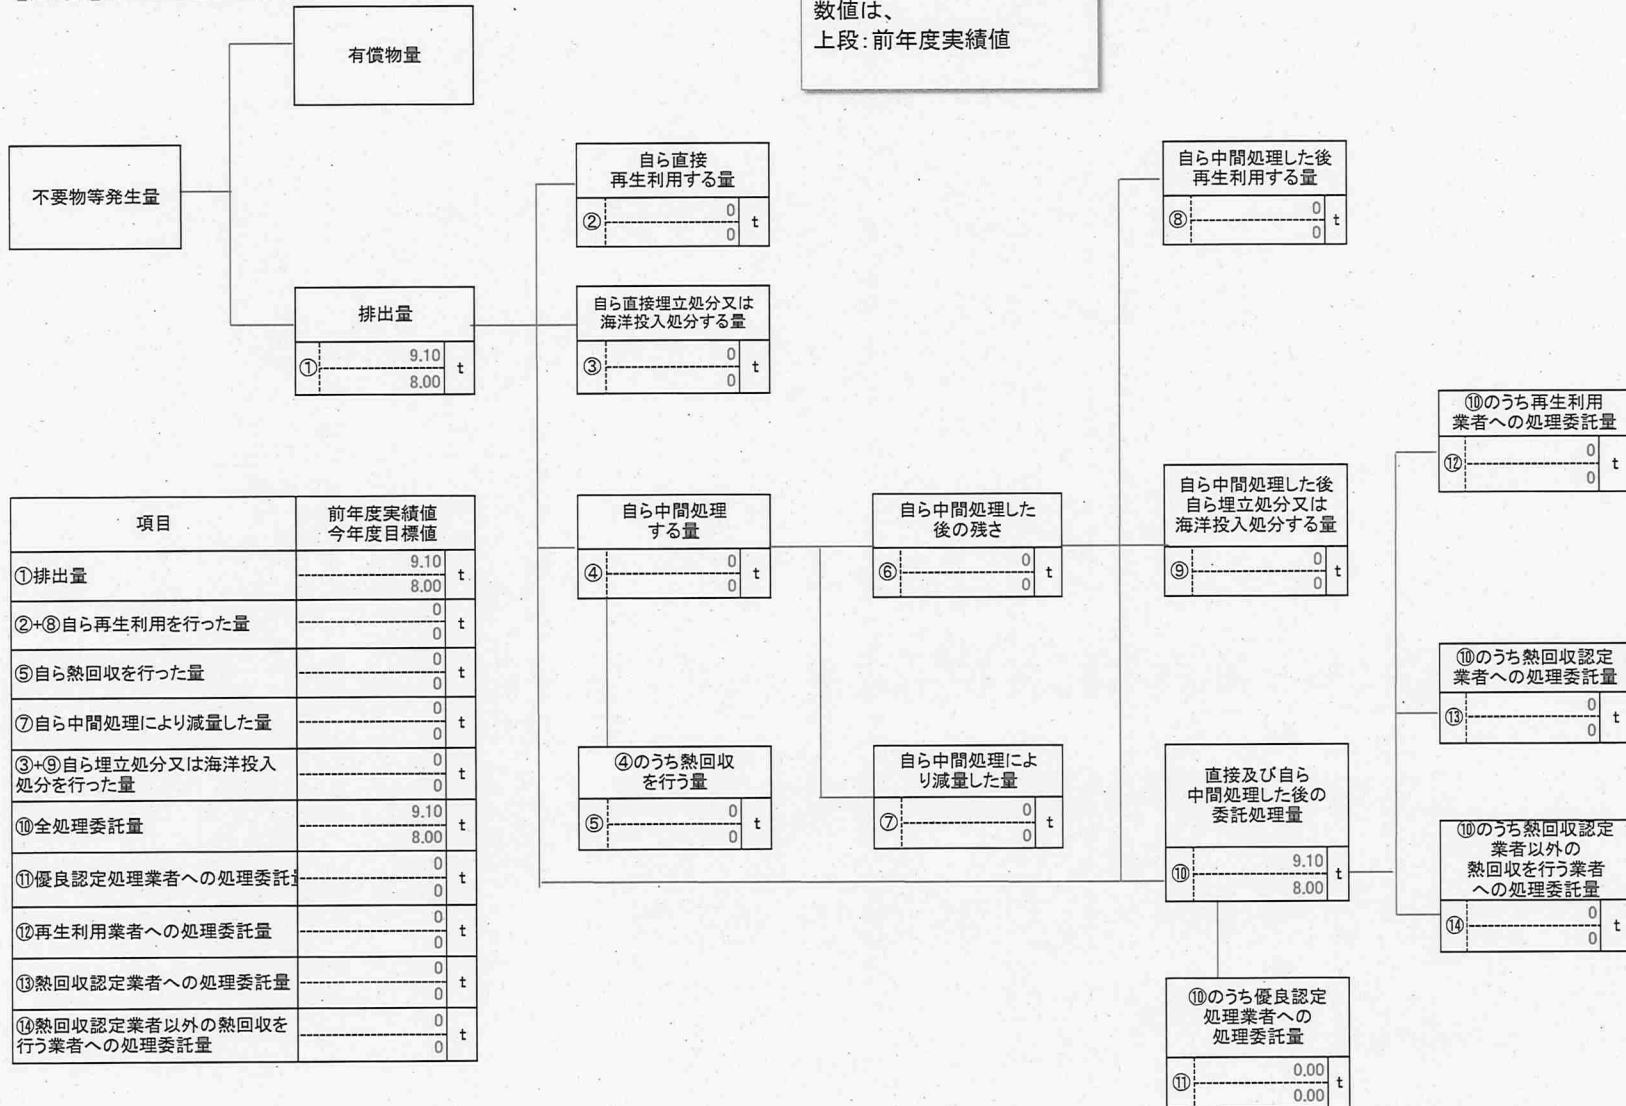 数値は、
上段:前年度実績値
有償物量
不要物等発生量
排出量
①
9.10
8.00
t
自ら直接
再生利用する量
②
0
0
t
自ら直接埋立処分又は
海洋投入処分する量
③
0
0
t
自ら中間処理
する量
④
0
0
t
④のうち熱回収
を行う量
⑤
0
0
t
自ら中間処理した
後の残さ
⑥
0
0
t
自ら中間処理によ
り減量した量
⑦
0
0
t
自ら中間処理した後
再生利用する量
⑧
0
0
t
自ら中間処理した後
自ら埋立処分又は
海洋投入処分する量
⑨
0
0
t
直接及び自ら
中間処理した後の
委託処理量
⑩
9.10
8.00
t
⑩のうち優良認定
処理業者への
処理委託量
⑪
0.00
0.00
t
⑩のうち再生利用
業者への処理委託量
⑫
0
0
t
⑩のうち熱回収認定
業者への処理委託量
⑬
0
0
t
⑩のうち熱回収認定
業者以外の
熱回収を行う業者
への処理委託量
⑭
0
0
t
項目
前年度実績値
今年度目標値
①排出量
9.10
8.00
t
②+⑧自ら再生利用を行った量
0
0
t
⑤自ら熱回収を行った量
0
0
t
⑦自ら中間処理により減量した量
0
0
t
③+⑨自ら埋立処分又は海洋投入
処分を行った量
0
0
t
⑩全処理委託量
9.10
8.00
t
⑪優良認定処理業者への処理委託
0
0
t
⑫再生利用業者への処理委託量
0
0
t
⑬熱回収認定業者への処理委託量
0
0
t
⑭熱回収認定業者以外の熱回収を
行う業者への処理委託量
0
0
t